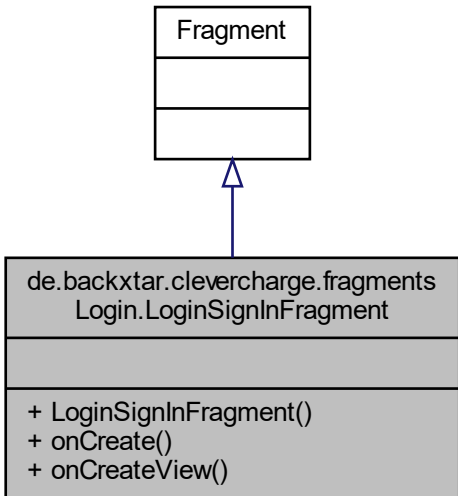 Fragment
de.backxtar.clevercharge.fragments
Login.LoginSignInFragment
+ LoginSignInFragment()
+ onCreate()
+ onCreateView()